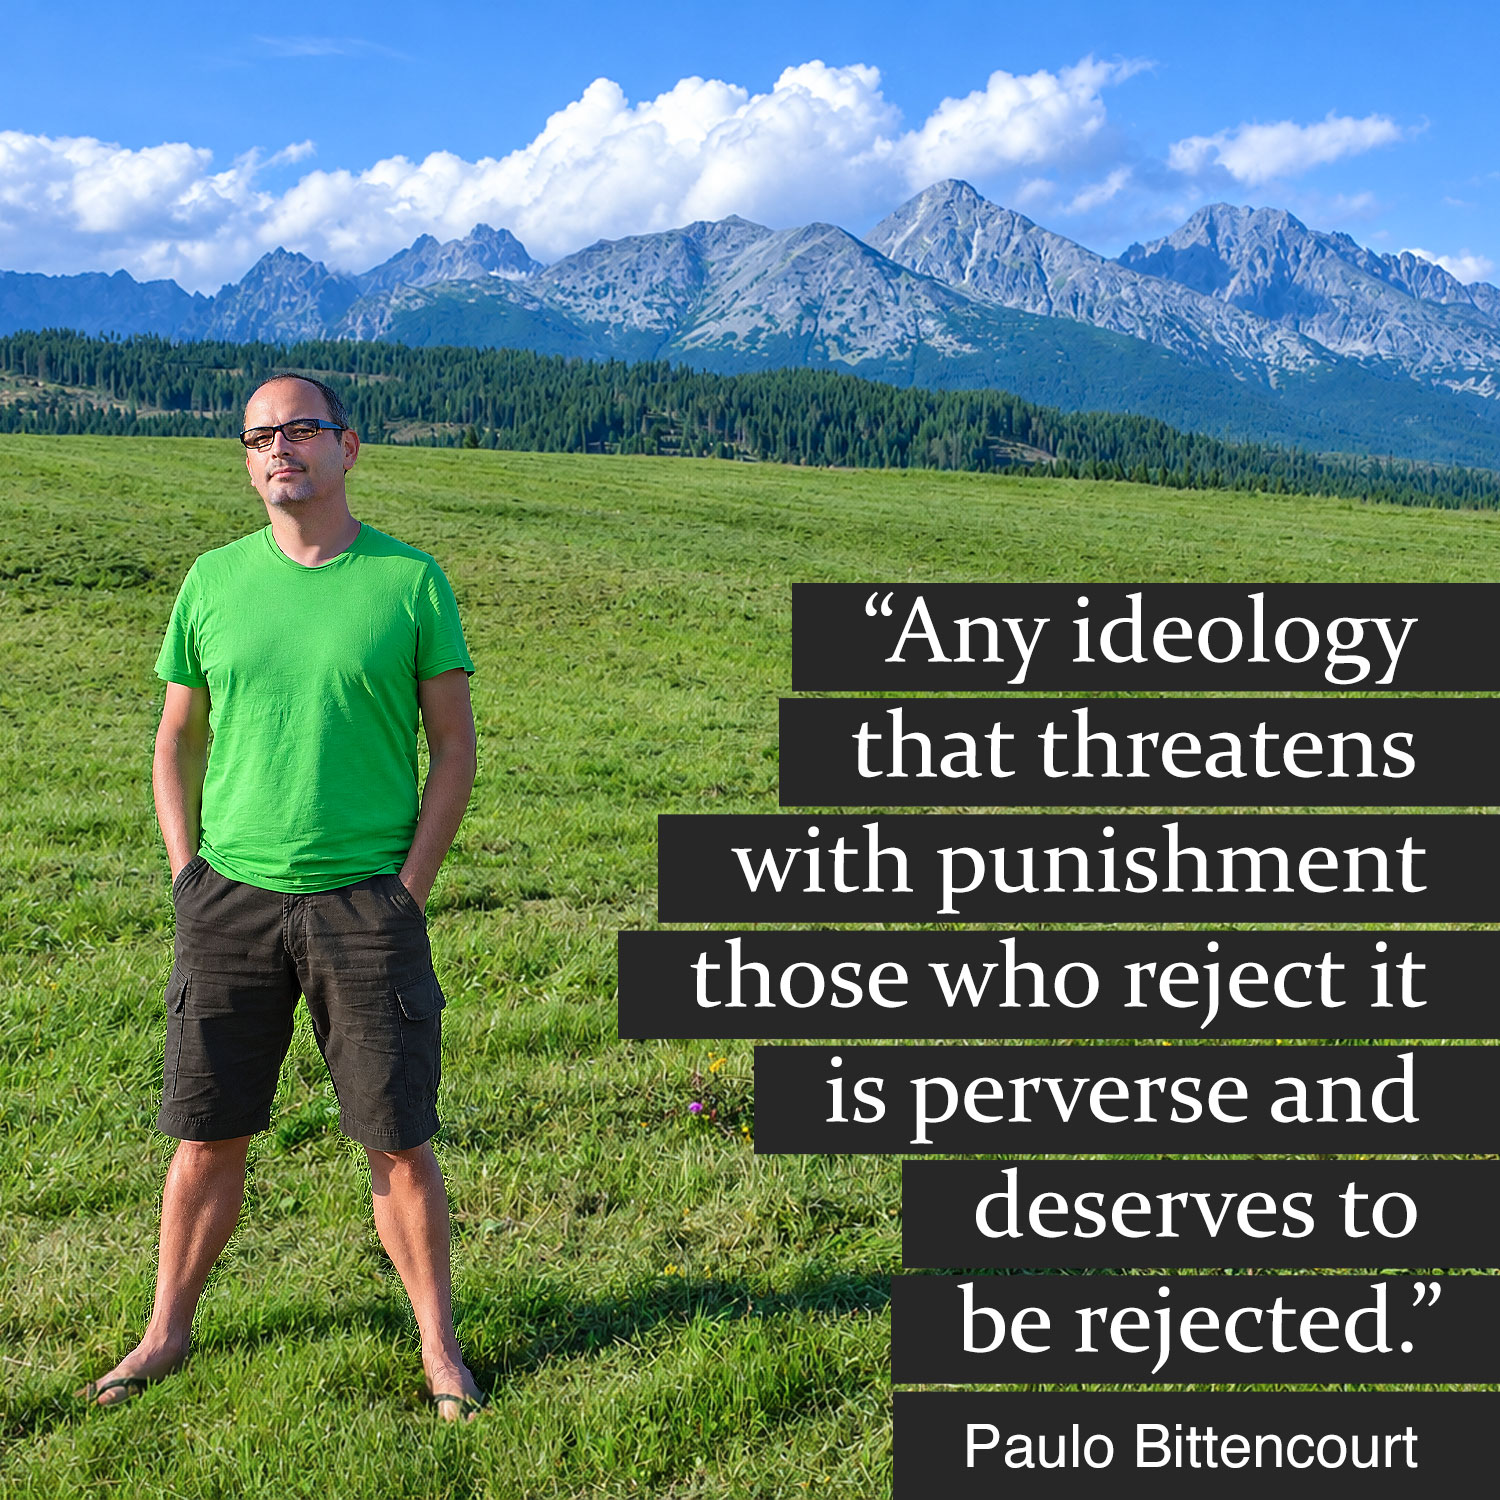 “Any ideology
that threatens
with punishment
those who reject it
is perverse and
deserves to
be rejected.”
Paulo Bittencourt